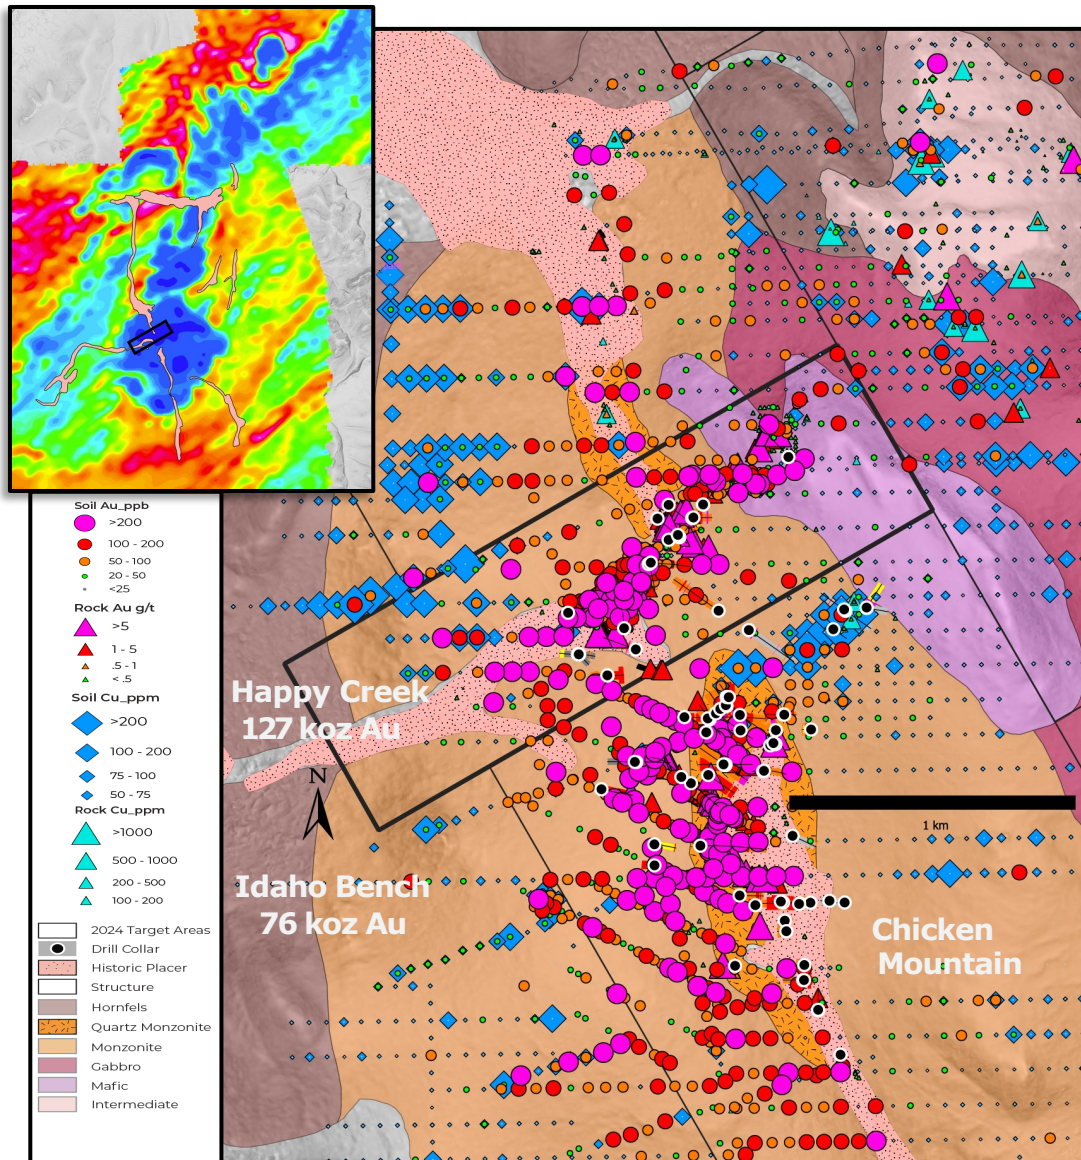 Soil Au_ppb
>200
100 - 200
50 - 100
20 - 50
<25
Rock Au g/t
>5
1 - 5
.5 - 1
< .5
Soil Cu_ppm
>200
100 - 200
75 - 100
50 - 75
Rock Cu_ppm
>1000
500 - 1000
200 - 500
100 - 200
2024 Target Areas
Drill Collar
Historic Placer
Structure
Hornfels
Quartz Monzonite
Monzonite
Gabbro
Mafic
Intermediate
Happy Creek
127 koz Au
N
1 km
Idaho Bench
76 koz Au
Chicken
Mountain